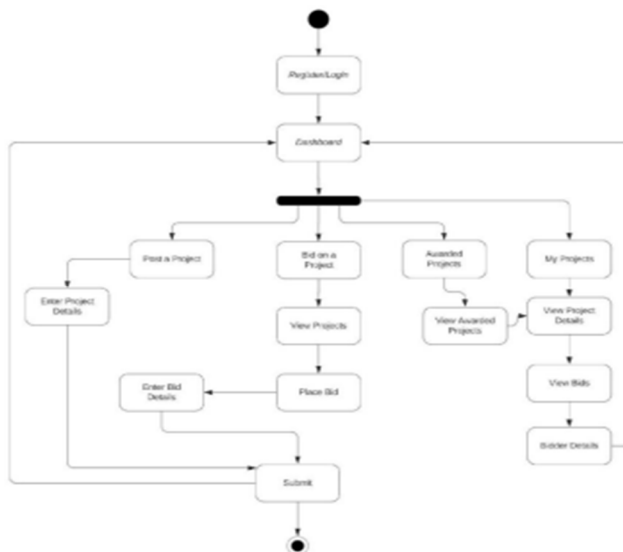 Register/Login
Dashboard
Post a Project
Bid on a
Project
Awarded
Projects
My Projects
Enter Project
Details
View Projects
View Awarded
Projects
View Project
Details
Enter Bid
Details
Place Bid
View Bids
Bidder Details
Submit